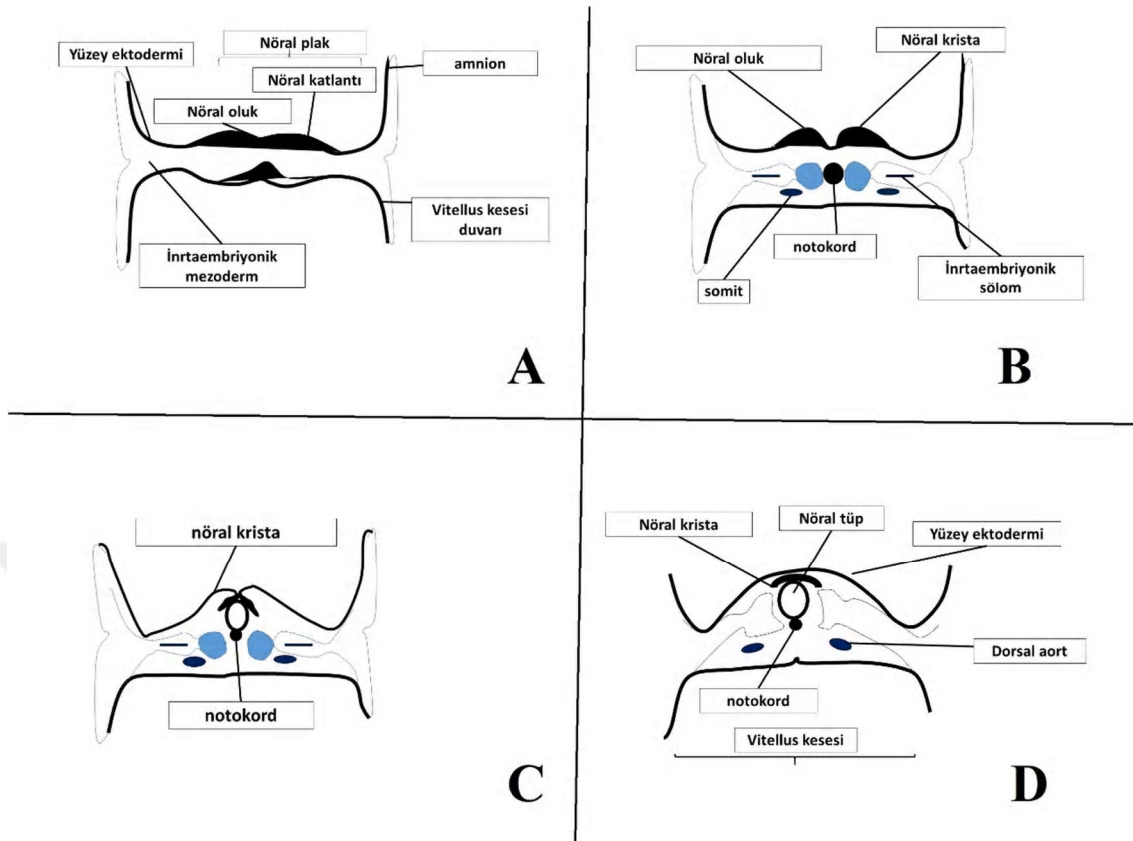 Nöral plak
Yüzey ektodermi
amnion
Nöral katlantı
Nöral oluk
Vitellus kesesi
duvarı
İnrtaembriyonik
mezoderm
A
Nöral krista
Nöral oluk
notokord
İnrtaembriyonik
sölom
somit
B
nöral krista
notokord
C
Nöral krista
Nöral tüp
Yüzey ektodermi
Dorsal aort
notokord
Vitellus kesesi
D